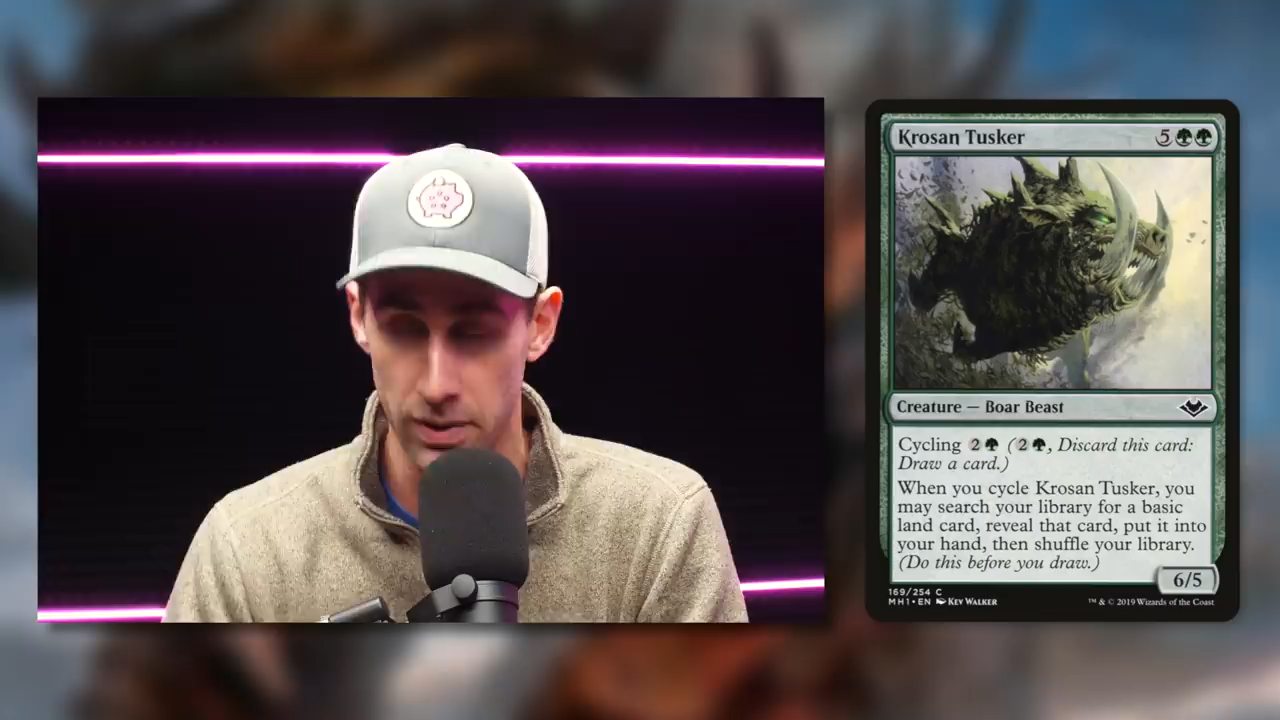 Krosan Tusker 5
Creature — Boar Beast
Cycling 2 (2, Discard this card:
Draw a card.)
When you cycle Krosan Tusker, you
may search your library for a basic
land card, reveal that card, put it into
your hand, then shuffle your library.
(Do this before you draw.)
6/5
169/254 C
MH1 • EN Kev Walker ™ & © 2019 Wizards of the Coast